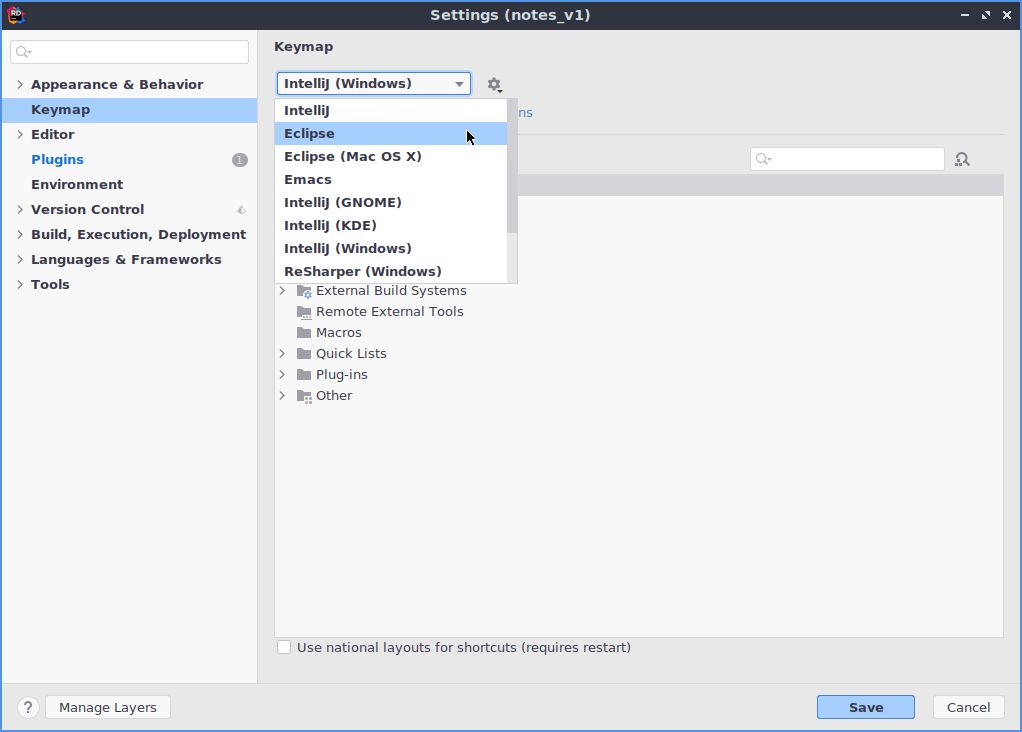 Settings (notes_v1)
Appearance & Behavior
Keymap
Editor
Plugins
1
Environment
Version Control
Build, Execution, Deployment
Languages & Frameworks
Tools
Keymap
IntelliJ (Windows)
IntelliJ
Eclipse
Eclipse (Mac OS X)
Emacs
IntelliJ (GNOME)
IntelliJ (KDE)
IntelliJ (Windows)
ReSharper (Windows)
ns
External Build Systems
Remote External Tools
Macros
Quick Lists
Plug-ins
Other
Use national layouts for shortcuts (requires restart)
?
Manage Layers
Save
Cancel